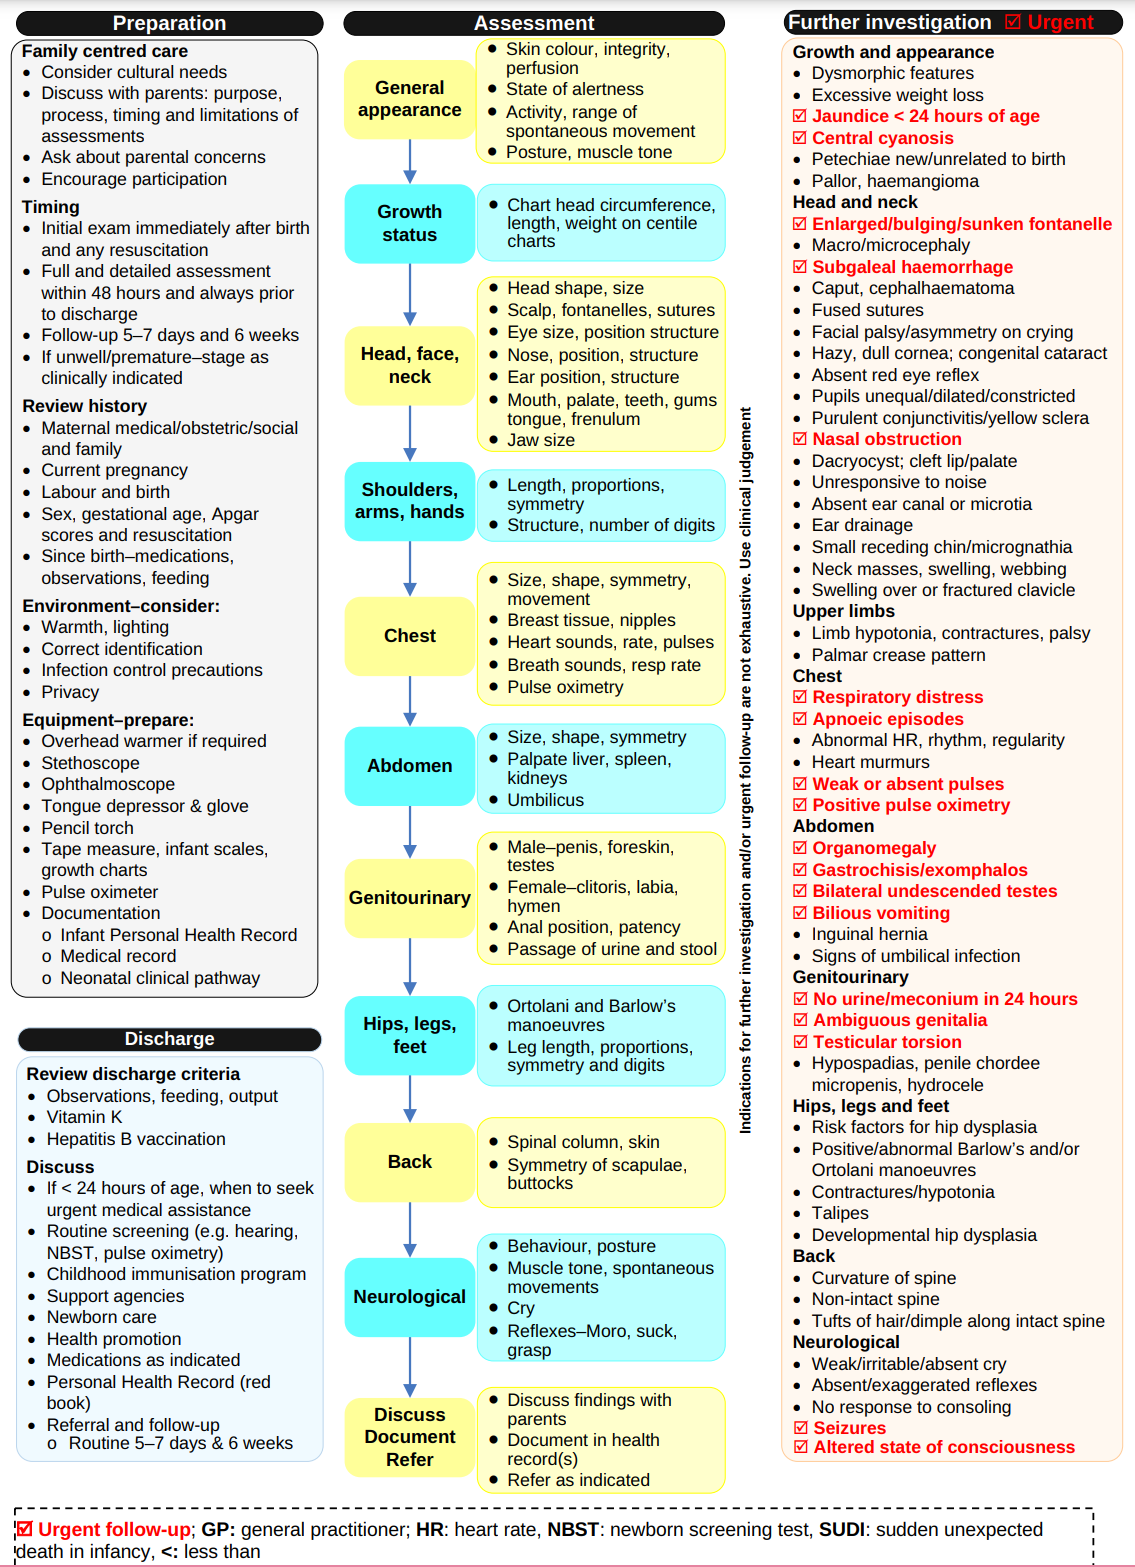 Preparation
Family centred care
• Consider cultural needs
• Discuss with parents: purpose,
process, timing and limitations of
assessments
• Ask about parental concerns
• Encourage participation
Timing
• Initial exam immediately after birth
and any resuscitation
• Full and detailed assessment
within 48 hours and always prior
to discharge
• Follow-up 5–7 days and 6 weeks
• If unwell/premature–stage as
clinically indicated
Review history
• Maternal medical/obstetric/social
and family
• Current pregnancy
• Labour and birth
• Sex, gestational age, Apgar
scores and resuscitation
• Since birth–medications,
observations, feeding
Environment–consider:
• Warmth, lighting
• Correct identification
• Infection control precautions
• Privacy
Equipment–prepare:
• Overhead warmer if required
• Stethoscope
• Ophthalmoscope
• Tongue depressor & glove
• Pencil torch
• Tape measure, infant scales,
growth charts
• Pulse oximeter
• Documentation
o Infant Personal Health Record
o Medical record
o Neonatal clinical pathway
Discharge
Review discharge criteria
• Observations, feeding, output
• Vitamin K
• Hepatitis B vaccination
Discuss
• If < 24 hours of age, when to seek
urgent medical assistance
• Routine screening (e.g. hearing,
NBST, pulse oximetry)
• Childhood immunisation program
• Support agencies
• Newborn care
• Health promotion
• Medications as indicated
• Personal Health Record (red
book)
• Referral and follow-up
o Routine 5–7 days & 6 weeks
Assessment
General
appearance
• Skin colour, integrity,
perfusion
• State of alertness
• Activity, range of
spontaneous movement
• Posture, muscle tone
Growth
status
• Chart head circumference,
length, weight on centile
charts
Head, face,
neck
• Head shape, size
• Scalp, fontanelles, sutures
• Eye size, position structure
• Nose, position, structure
• Ear position, structure
• Mouth, palate, teeth, gums
tongue, frenulum
• Jaw size
Shoulders,
arms, hands
• Length, proportions,
symmetry
• Structure, number of digits
Chest
• Size, shape, symmetry,
movement
• Breast tissue, nipples
• Heart sounds, rate, pulses
• Breath sounds, resp rate
• Pulse oximetry
Abdomen
• Size, shape, symmetry
• Palpate liver, spleen,
kidneys
• Umbilicus
Genitourinary
• Male–penis, foreskin,
testes
• Female–clitoris, labia,
hymen
• Anal position, patency
• Passage of urine and stool
Hips, legs,
feet
• Ortolani and Barlow’s
manoeuvres
• Leg length, proportions,
symmetry and digits
Back
• Spinal column, skin
• Symmetry of scapulae,
buttocks
Neurological
• Behaviour, posture
• Muscle tone, spontaneous
movements
• Cry
• Reflexes–Moro, suck,
grasp
Discuss
Document
Refer
• Discuss findings with
parents
• Document in health
record(s)
• Refer as indicated
Indications for further investigation and/or urgent follow-up are not exhaustive. Use clinical judgement
Further investigation ☑ Urgent
Growth and appearance
• Dysmorphic features
• Excessive weight loss
☑ Jaundice < 24 hours of age
☑ Central cyanosis
• Petechiae new/unrelated to birth
• Pallor, haemangioma
Head and neck
☑ Enlarged/bulging/sunken fontanelle
• Macro/microcephaly
☑ Subgaleal haemorrhage
• Caput, cephalhaematoma
• Fused sutures
• Facial palsy/asymmetry on crying
• Hazy, dull cornea; congenital cataract
• Absent red eye reflex
• Pupils unequal/dilated/constricted
• Purulent conjunctivitis/yellow sclera
☑ Nasal obstruction
• Dacryocyst; cleft lip/palate
• Unresponsive to noise
• Absent ear canal or microtia
• Ear drainage
• Small receding chin/micrognathia
• Neck masses, swelling, webbing
• Swelling over or fractured clavicle
Upper limbs
• Limb hypotonia, contractures, palsy
• Palmar crease pattern
Chest
☑ Respiratory distress
☑ Apnoeic episodes
• Abnormal HR, rhythm, regularity
• Heart murmurs
☑ Weak or absent pulses
☑ Positive pulse oximetry
Abdomen
☑ Organomegaly
☑ Gastrochisis/exomphalos
☑ Bilateral undescended testes
☑ Bilious vomiting
• Inguinal hernia
• Signs of umbilical infection
Genitourinary
☑ No urine/meconium in 24 hours
☑ Ambiguous genitalia
☑ Testicular torsion
• Hypospadias, penile chordee
micropenis, hydrocele
Hips, legs and feet
• Risk factors for hip dysplasia
• Positive/abnormal Barlow’s and/or
Ortolani manoeuvres
• Contractures/hypotonia
• Talipes
• Developmental hip dysplasia
Back
• Curvature of spine
• Non-intact spine
• Tufts of hair/dimple along intact spine
Neurological
• Weak/irritable/absent cry
• Absent/exaggerated reflexes
• No response to consoling
☑ Seizures
☑ Altered state of consciousness
☑ Urgent follow-up; GP: general practitioner; HR: heart rate, NBST: newborn screening test, SUDI: sudden unexpected
death in infancy, <: less than